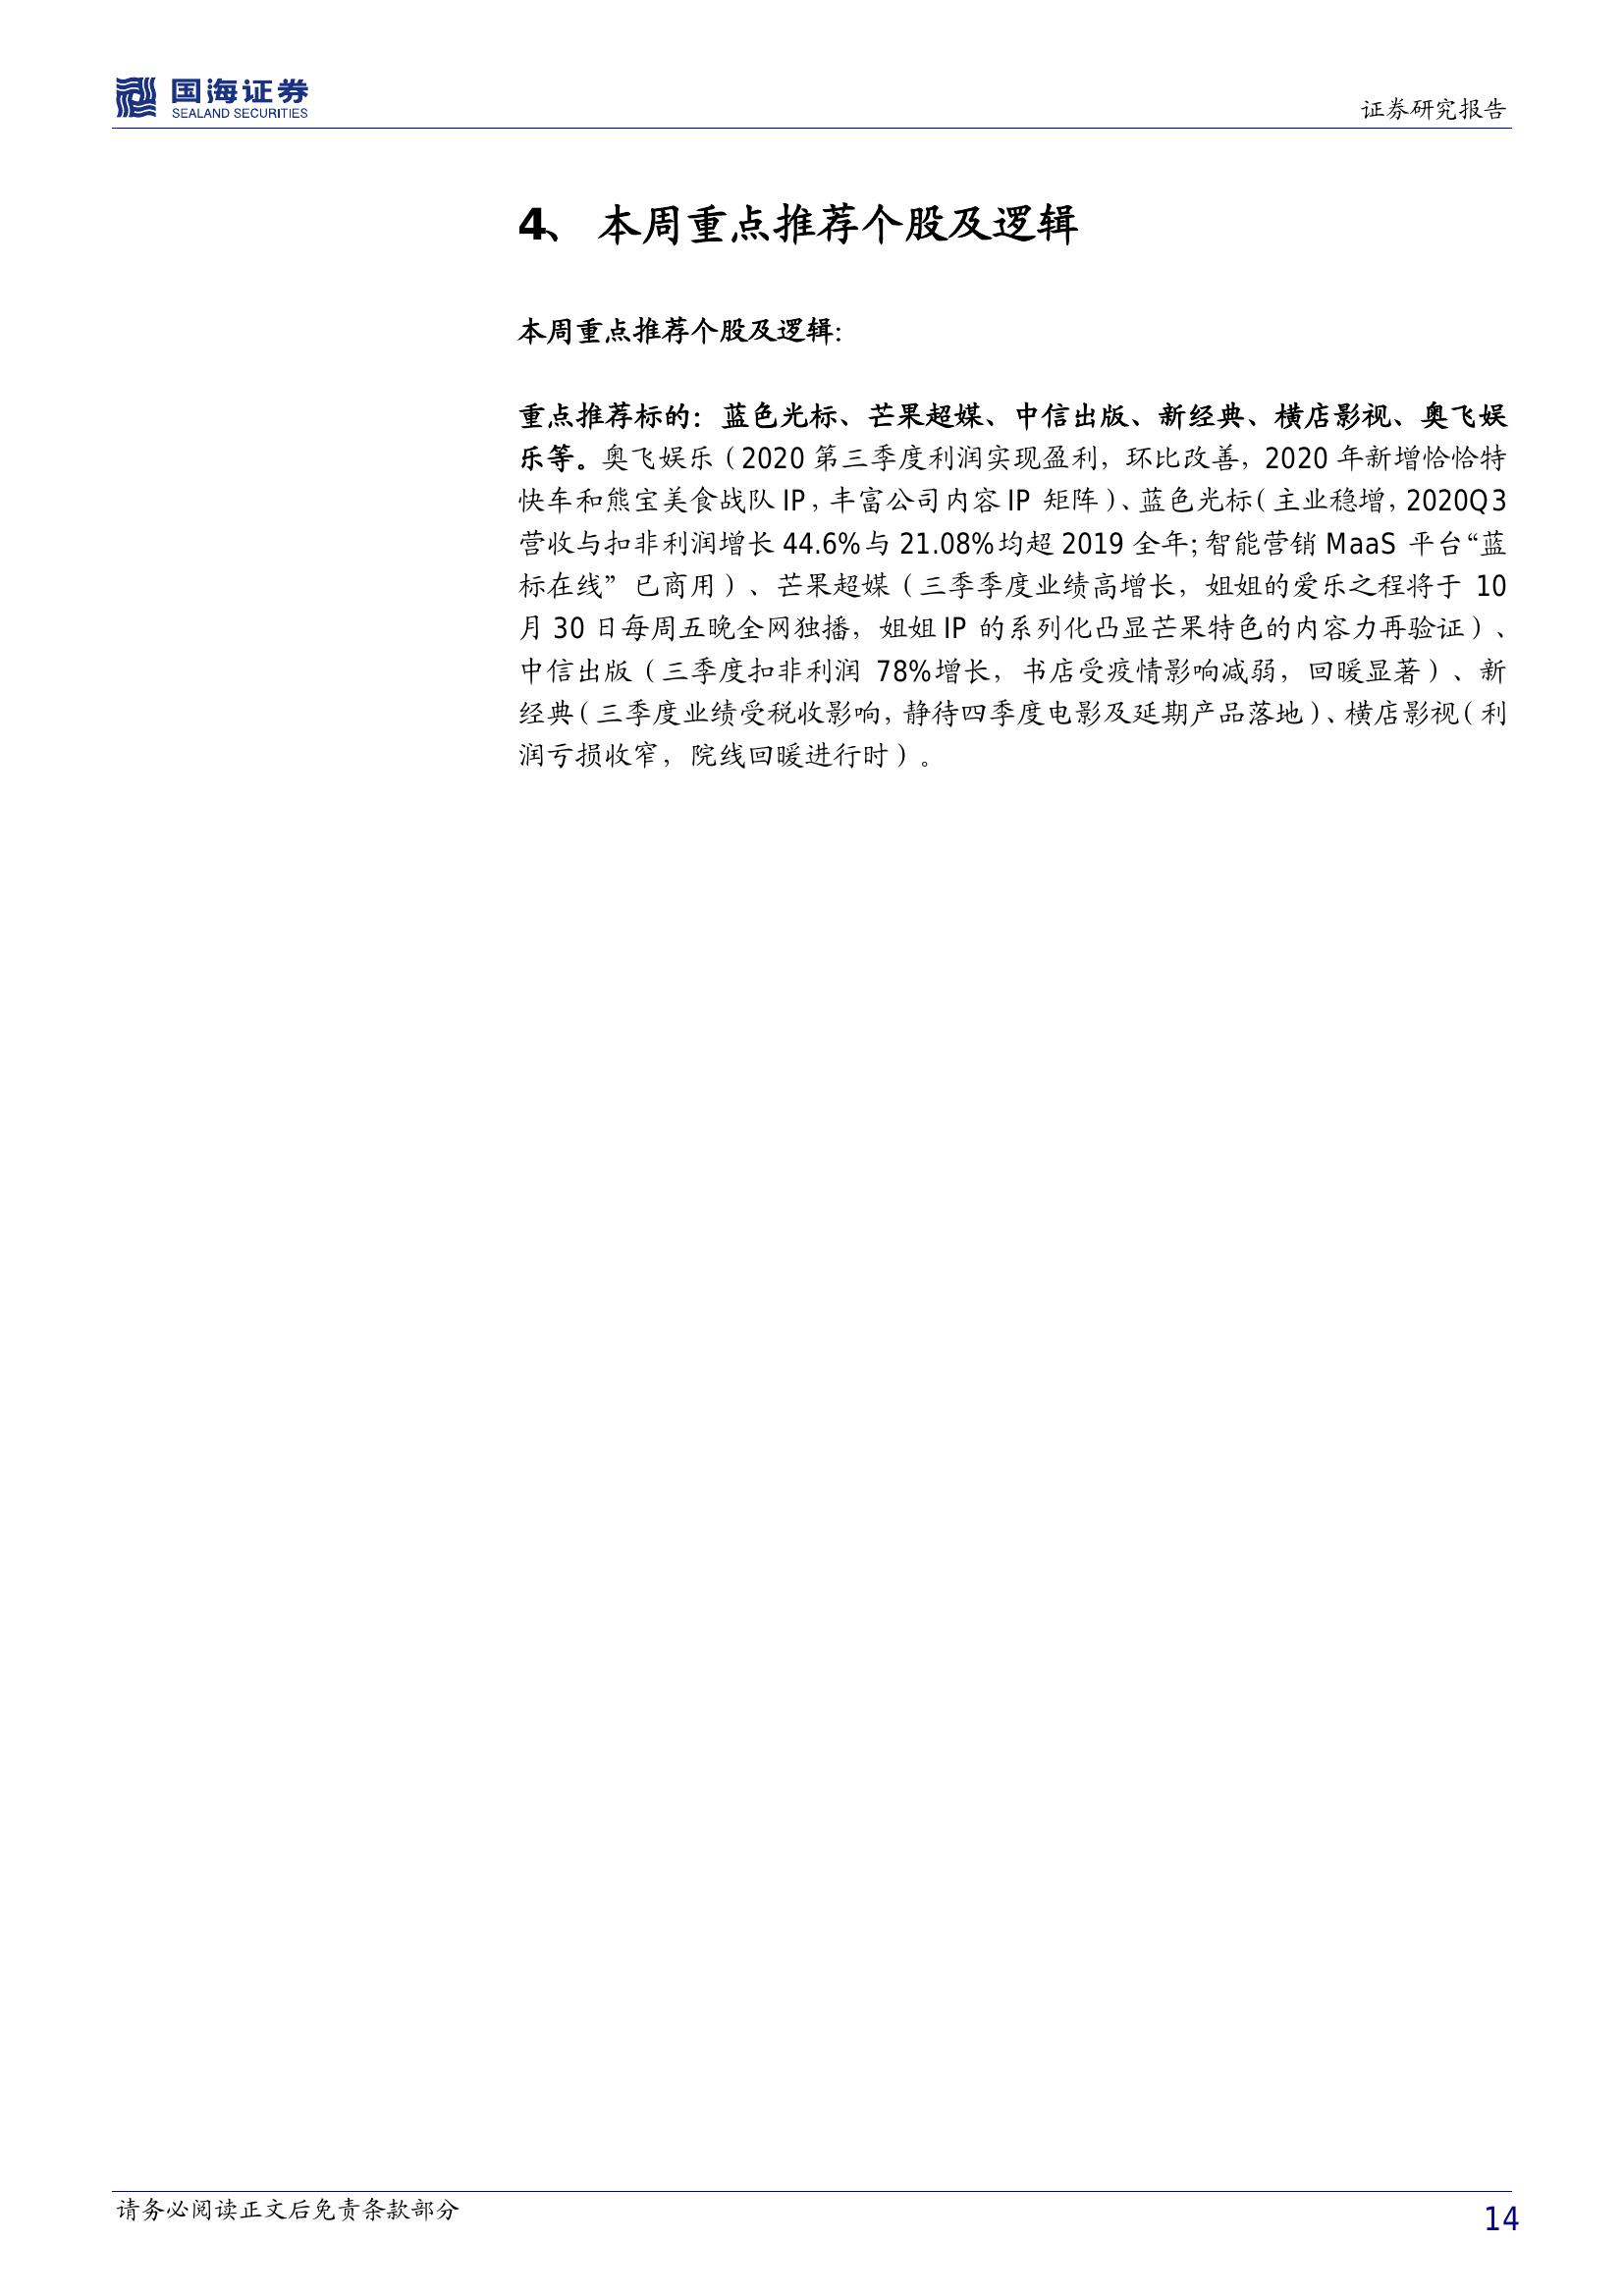 国海证券
SEALAND SECURITIES
证券研究报告
4、 本周重点推荐个股及逻辑
本周重点推荐个股及逻辑：
重点推荐标的：蓝色光标、芒果超媒、中信出版、新经典、横店影视、奥飞娱
乐等。奥飞娱乐（2020 第三季度利润实现盈利，环比改善，2020 年新增恰恰特
快车和熊宝美食战队 IP，丰富公司内容 IP 矩阵）、蓝色光标（主业稳增，2020Q3
营收与扣非利润增长 44.6%与 21.08%均超 2019 全年；智能营销 MaaS 平台“蓝
标在线” 已商用）、芒果超媒（三季季度业绩高增长，姐姐的爱乐之程将于 10
月 30 日每周五晚全网独播，姐姐 IP 的系列化凸显芒果特色的内容力再验证）、
中信出版（三季度扣非利润 78%增长，书店受疫情影响减弱，回暖显著）、新
经典（三季度业绩受税收影响，静待四季度电影及延期产品落地）、横店影视（利
润亏损收窄，院线回暖进行时）。
请务必阅读正文后免责条款部分
14